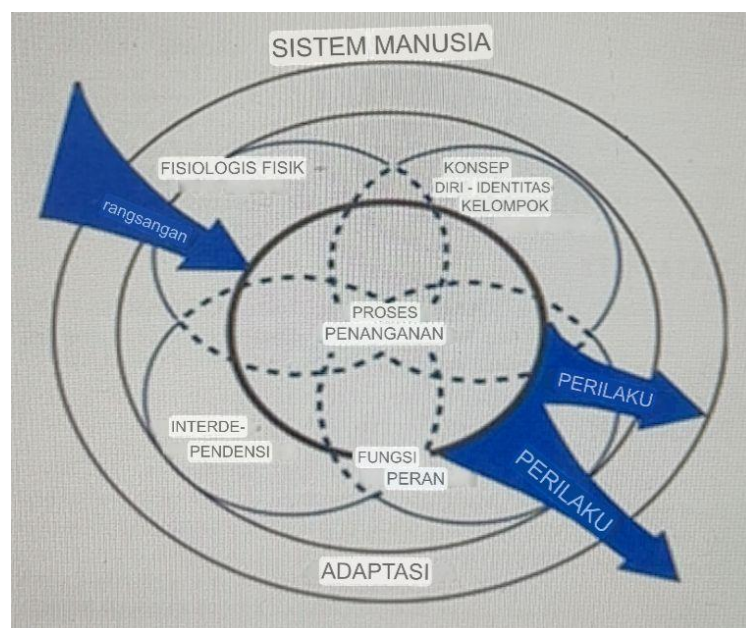 SISTEM MANUSIA
FISIOLOGIS FISIK
KONSEP
DIRI - IDENTITAS
KELOMPOK
rangsangan
PROSES
PENANGANAN
PERILAKU
INTERDE-
PENDENSI
FUNGSI
PERAN
PERILAKU
ADAPTASI